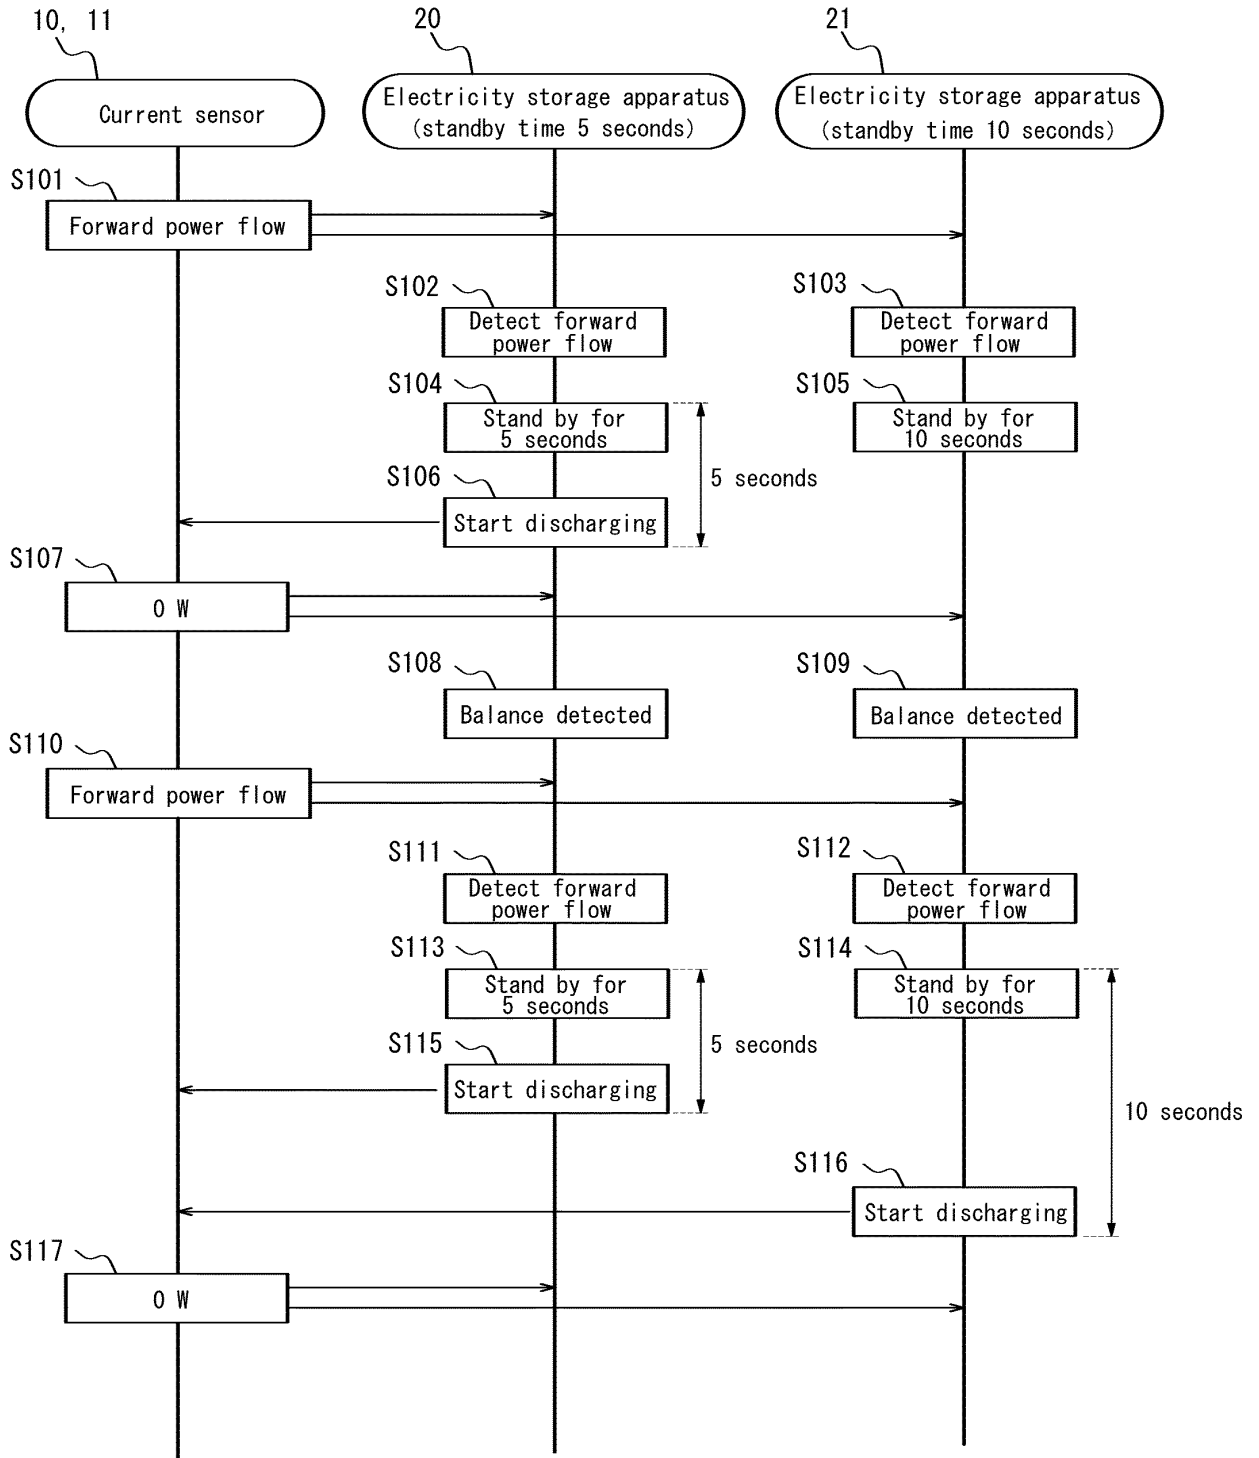 10, 11
20
21
Current sensor
Electricity storage apparatus
(standby time 5 seconds)
Electricity storage apparatus
(standby time 10 seconds)
S101
Forward power flow
S102
Detect forward
power flow
S103
Detect forward
power flow
S104
Stand by for
5 seconds
5 seconds
S105
Stand by for
10 seconds
S106
Start discharging
S107
0 W
S108
Balance detected
S109
Balance detected
S110
Forward power flow
S111
Detect forward
power flow
S112
Detect forward
power flow
S113
Stand by for
5 seconds
5 seconds
S114
Stand by for
10 seconds
10 seconds
S115
Start discharging
S116
Start discharging
S117
0 W